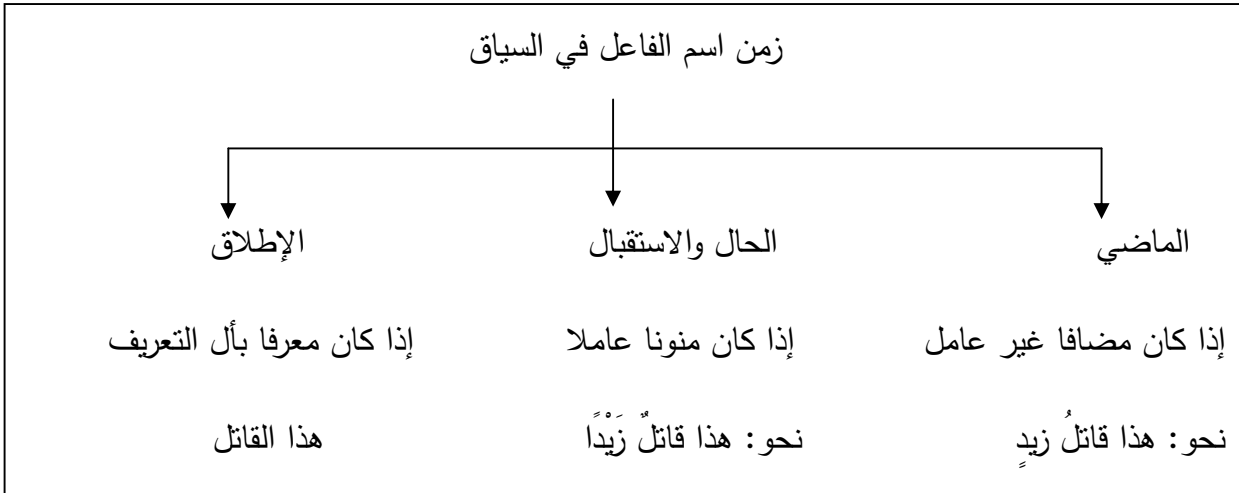 زمن اسم الفاعل في السياق
الماضي الحال والاستقبال الإطلاق
إذا كان مضافا غير عامل إذا كان منونا عاملا إذا كان معرفا بأل التعريف
نحو: هذا قاتلُ زيدٍ نحو: هذا قاتلٌ زَيْدًا هذا القاتل